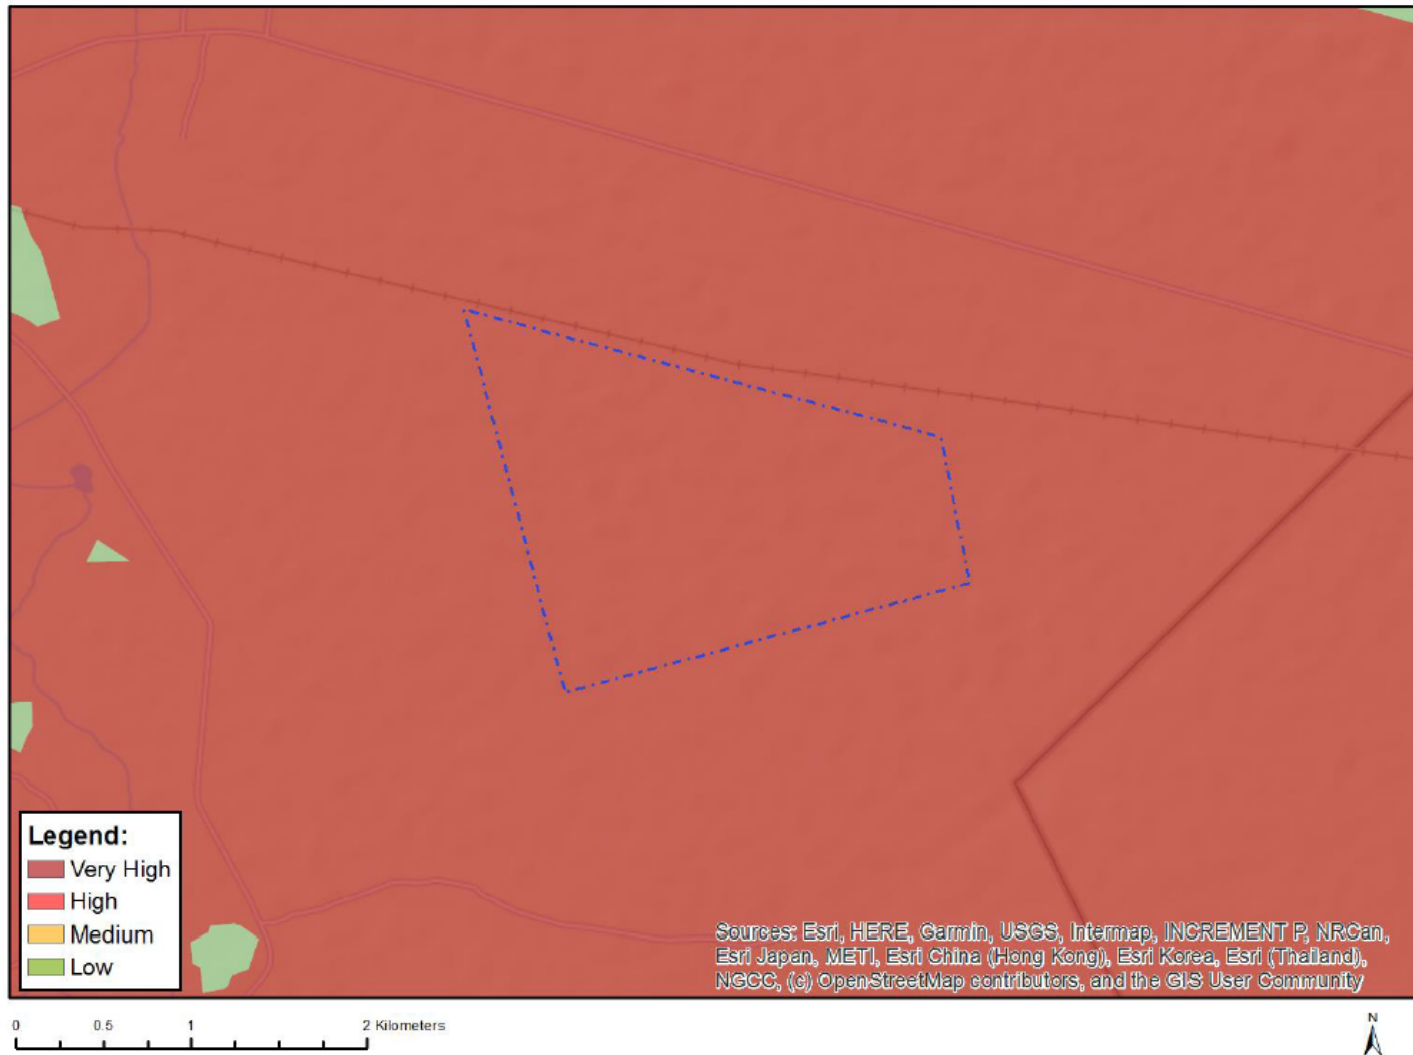 Legend:
Very High
High
Medium
Low
Sources: Esri, HERE, Garmin, USGS, Intermap, INCREMENT P, NRCan,
Esri Japan, METI, Esri China (Hong Kong), Esri Korea, Esri (Thailand),
NGCC, (c) OpenStreetMap contributors, and the GIS User Community
0 0.5 1 2 Kilometers
N